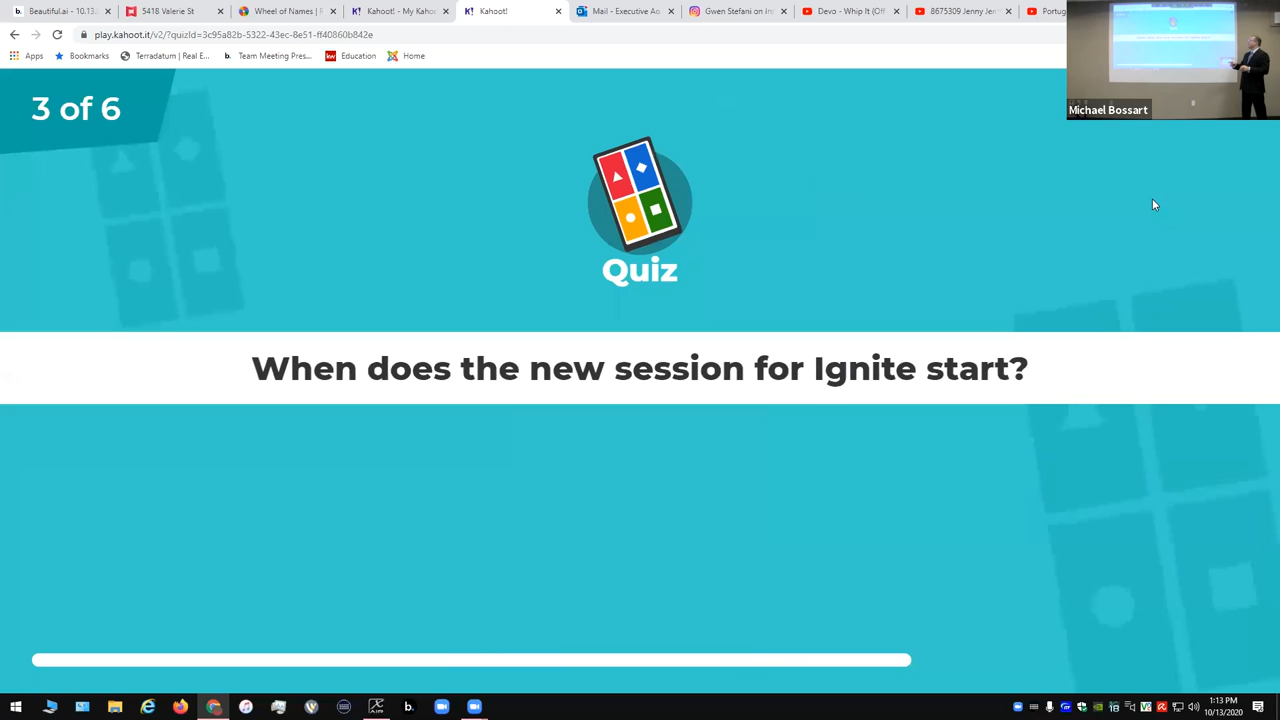 Beautiful.ai - 10.1
5418 Valerie St
Wheel of Names | R
Kahoot! - My Kahoo
Kahoot!
Mail - Executive Ao
Gwen Stefani on In
Devo - Whip It (Off
8675309 Jenny Jen
Portug
play.kahoot.it/v2/?quizId=3c95a82b-5322-43ec-8e51-ff40860b842e
Apps
Bookmarks
Terradatum | Real E...
Team Meeting Pres...
Education
Home
Michael Bossart
3 of 6
Quiz
When does the new session for Ignite start?
1:13 PM
10/13/2020